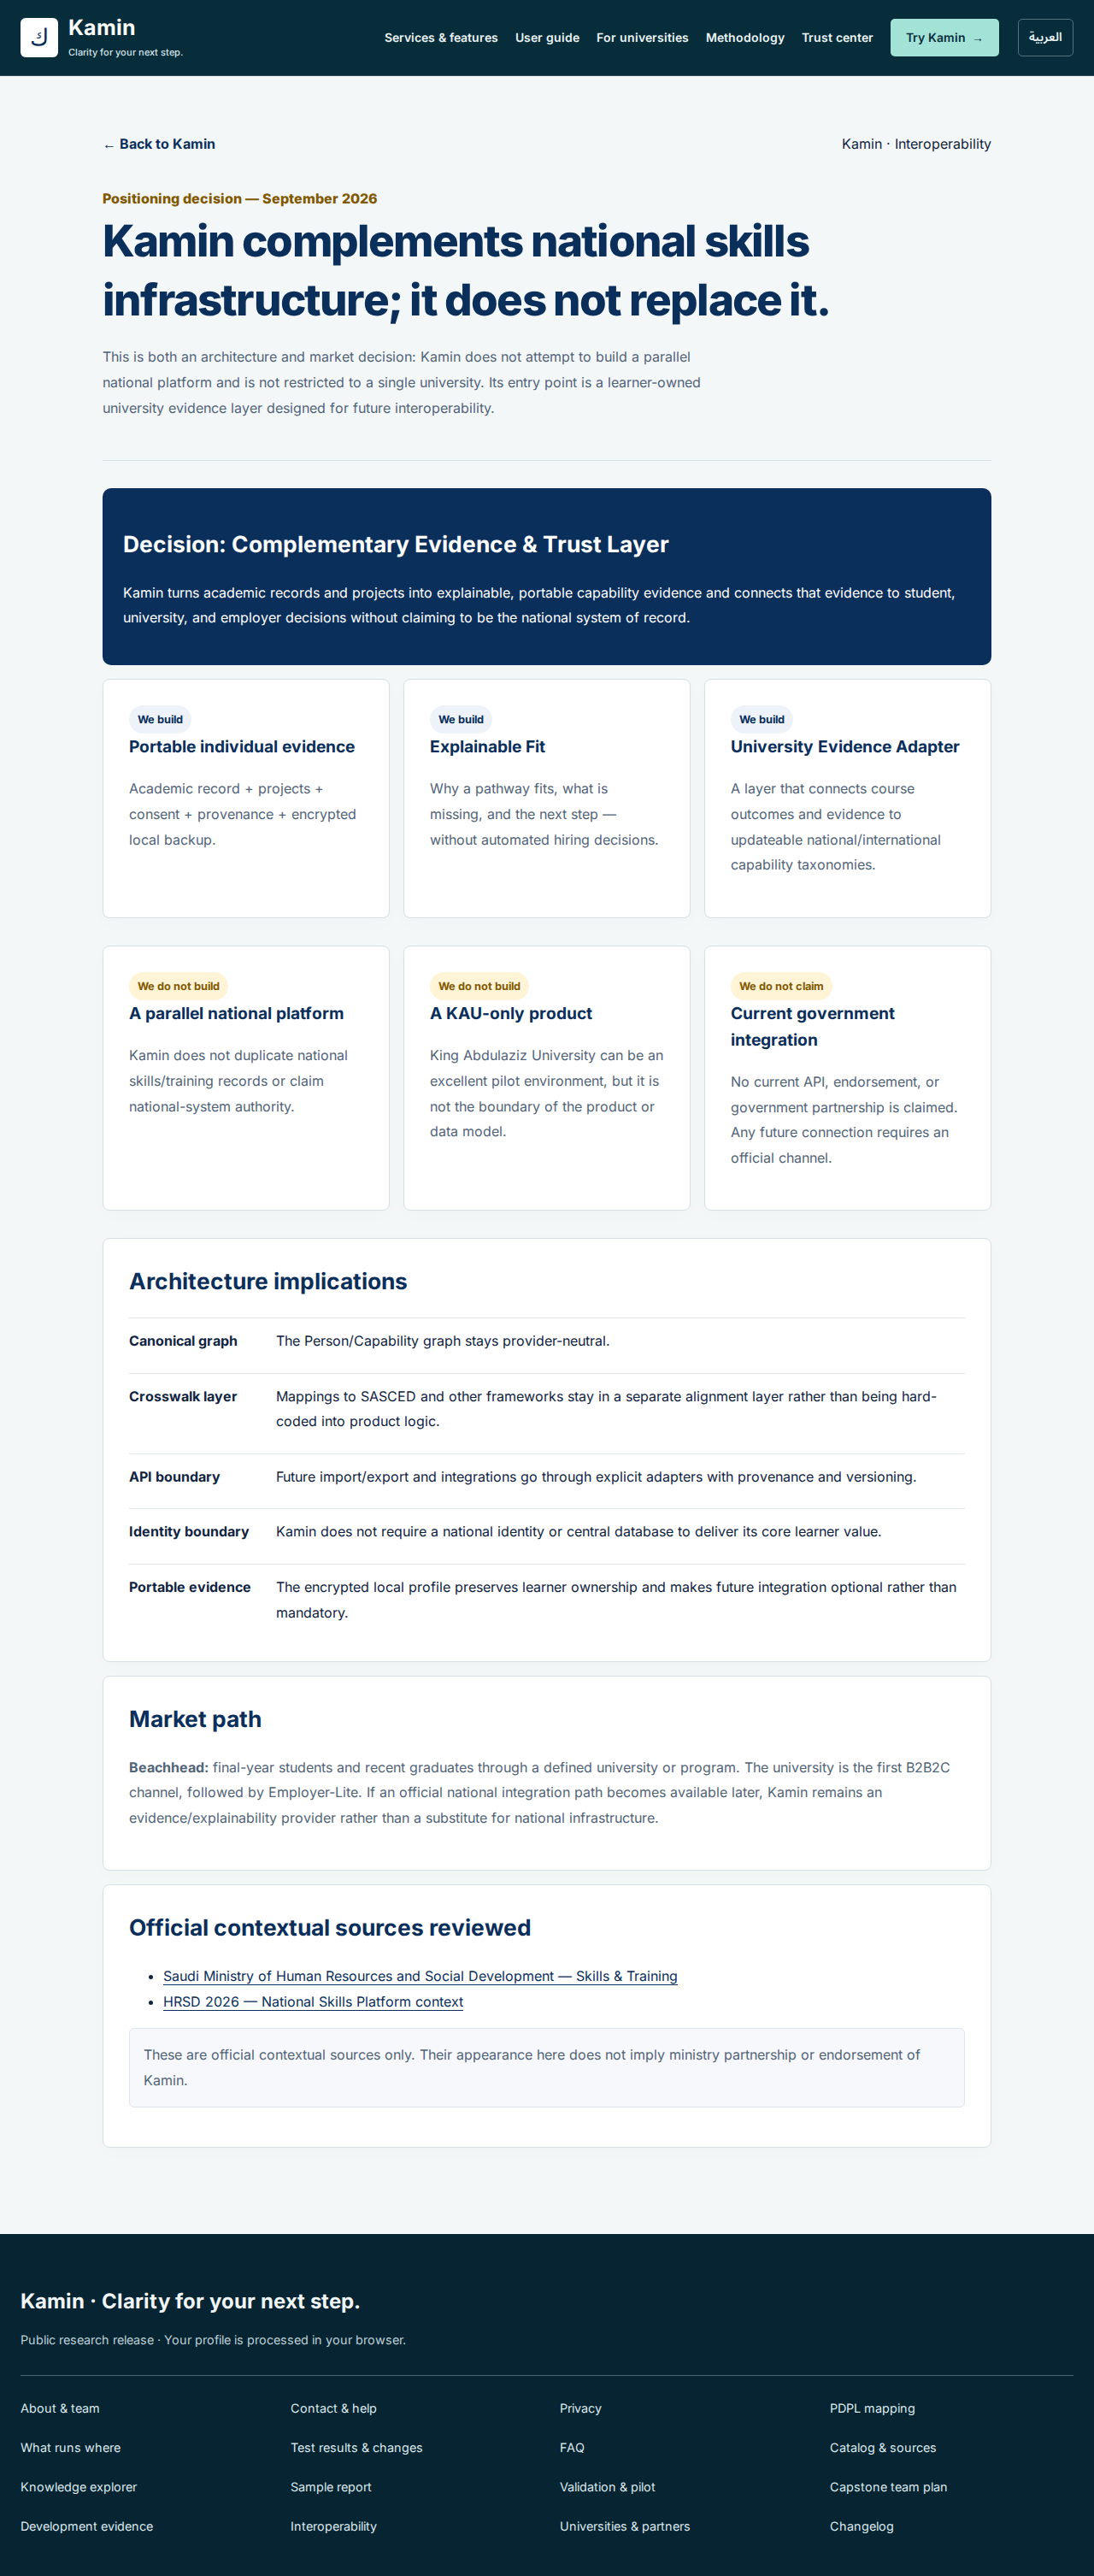 ك
Kamin
Clarity for your next step.
Services & features
User guide
For universities
Methodology
Trust center
Try Kamin →
العربية
← Back to Kamin
Kamin · Interoperability
Positioning decision — September 2026
Kamin complements national skills
infrastructure; it does not replace it.
This is both an architecture and market decision: Kamin does not attempt to build a parallel
national platform and is not restricted to a single university. Its entry point is a learner-owned
university evidence layer designed for future interoperability.
Decision: Complementary Evidence & Trust Layer
Kamin turns academic records and projects into explainable, portable capability evidence and connects that evidence to student,
university, and employer decisions without claiming to be the national system of record.
We build
Portable individual evidence
Academic record + projects +
consent + provenance + encrypted
local backup.
We build
Explainable Fit
Why a pathway fits, what is
missing, and the next step —
without automated hiring decisions.
We build
University Evidence Adapter
A layer that connects course
outcomes and evidence to
updateable national/international
capability taxonomies.
We do not build
A parallel national platform
Kamin does not duplicate national
skills/training records or claim
national-system authority.
We do not build
A KAU-only product
King Abdulaziz University can be an
excellent pilot environment, but it is
not the boundary of the product or
data model.
We do not claim
Current government
integration
No current API, endorsement, or
government partnership is claimed.
Any future connection requires an
official channel.
Architecture implications
Canonical graph
The Person/Capability graph stays provider-neutral.
Crosswalk layer
Mappings to SASCED and other frameworks stay in a separate alignment layer rather than being hard-
coded into product logic.
API boundary
Future import/export and integrations go through explicit adapters with provenance and versioning.
Identity boundary
Kamin does not require a national identity or central database to deliver its core learner value.
Portable evidence
The encrypted local profile preserves learner ownership and makes future integration optional rather than
mandatory.
Market path
Beachhead: final-year students and recent graduates through a defined university or program. The university is the first B2B2C
channel, followed by Employer-Lite. If an official national integration path becomes available later, Kamin remains an
evidence/explainability provider rather than a substitute for national infrastructure.
Official contextual sources reviewed
• Saudi Ministry of Human Resources and Social Development — Skills & Training
• HRSD 2026 — National Skills Platform context
These are official contextual sources only. Their appearance here does not imply ministry partnership or endorsement of
Kamin.
Kamin · Clarity for your next step.
Public research release · Your profile is processed in your browser.
About & team
Contact & help
Privacy
PDPL mapping
What runs where
Test results & changes
FAQ
Catalog & sources
Knowledge explorer
Sample report
Validation & pilot
Capstone team plan
Development evidence
Interoperability
Universities & partners
Changelog